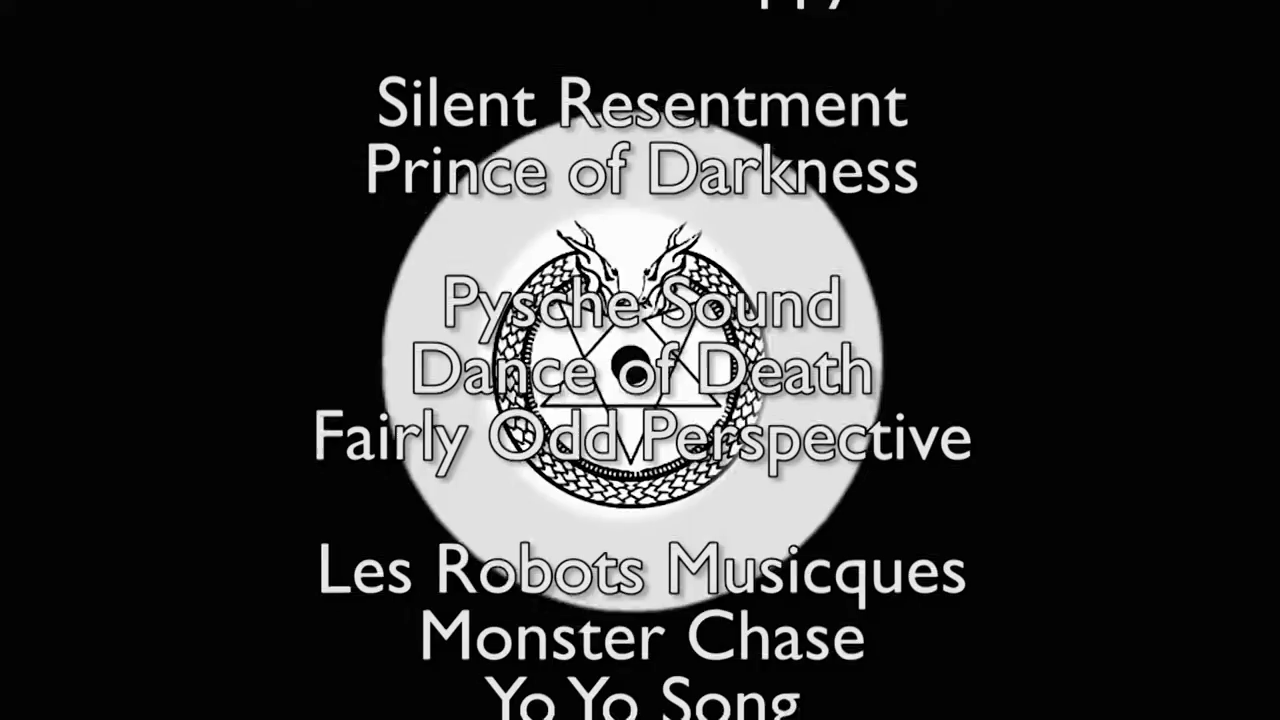 Silent Resentment
Prince of Darkness
Pysche Sound
Dance of Death
Fairly Odd Perspective
Les Robots Musicques
Monster Chase
Yo Yo Song